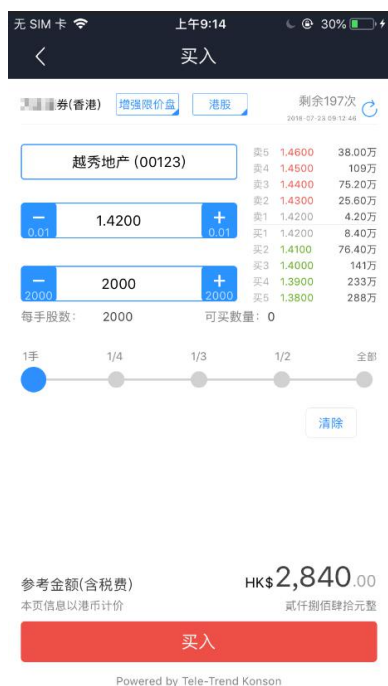 无 SIM 卡 上午9:14 30%
买入
券(香港) 增强限价盘 港股 剩余197次
2018-07-23 09:12:46
越秀地产 (00123)
卖5 1.4600 38.00万
卖4 1.4500 109万
卖3 1.4400 75.20万
卖2 1.4300 25.60万
卖1 1.4200 4.20万
买1 1.4200 8.40万
买2 1.4100 76.40万
买3 1.4000 141万
买4 1.3900 233万
买5 1.3800 288万
− 1.4200 +
0.01 0.01
− 2000 +
2000 2000
每手股数: 2000 可买数量: 0
1手 1/4 1/3 1/2 全部
清除
参考金额(含税费) HK$2,840.00
本页信息以港币计价 贰仟捌佰肆拾元整
买入
Powered by Tele-Trend Konson